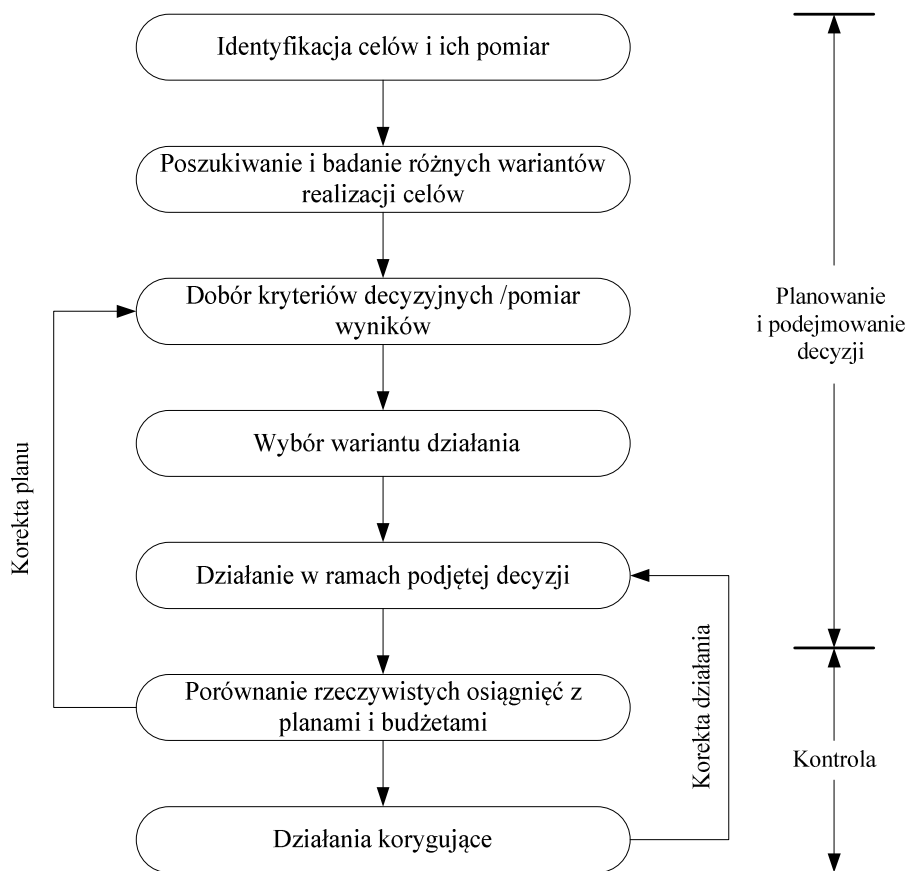 Identyfikacja celów i ich pomiar
Poszukiwanie i badanie różnych wariantów
realizacji celów
Dobór kryteriów decyzyjnych /pomiar
wyników
Wybór wariantu działania
Działanie w ramach podjętej decyzji
Porównanie rzeczywistych osiągnięć z
planami i budżetami
Działania korygujące
Korekta planu
Korekta działania
Planowanie
i podejmowanie
decyzji
Kontrola